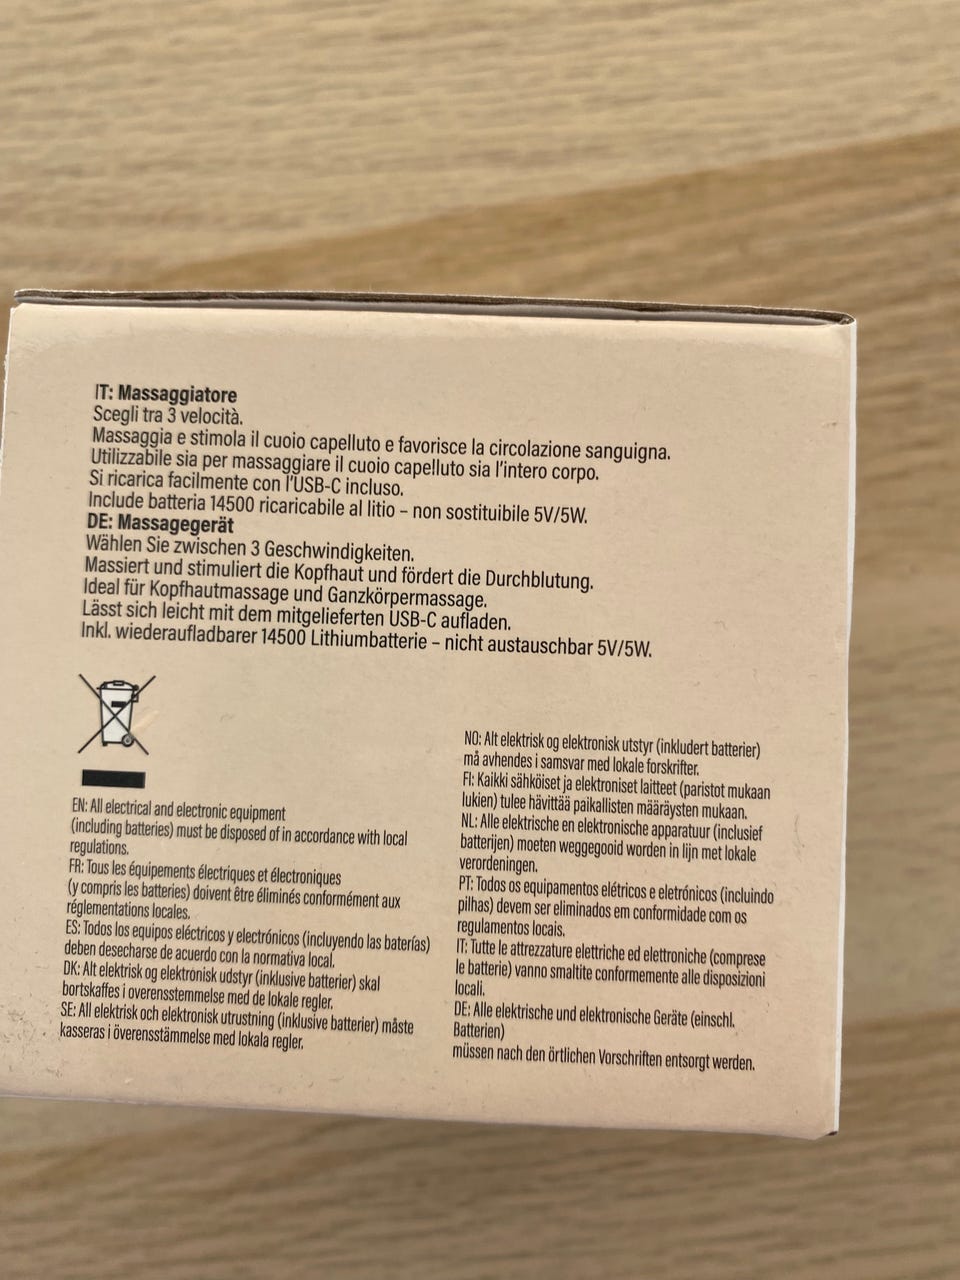 IT: Massaggiatore
Scegli tra 3 velocità.
Massaggia e stimola il cuoio capelluto e favorisce la circolazione sanguigna.
Utilizzabile sia per massaggiare il cuoio capelluto sia l'intero corpo.
Si ricarica facilmente con l'USB-C incluso.
Include batteria 14500 ricaricabile al litio – non sostituibile 5V/5W.
DE: Massagegerät
Wählen Sie zwischen 3 Geschwindigkeiten.
Massiert und stimuliert die Kopfhaut und fördert die Durchblutung.
Ideal für Kopfhautmassage und Ganzkörpermassage.
Lässt sich leicht mit dem mitgelieferten USB-C aufladen.
Inkl. wiederaufladbarer 14500 Lithiumbatterie – nicht austauschbar 5V/5W.
EN: All electrical and electronic equipment
(including batteries) must be disposed of in accordance with local
regulations.
FR: Tous les équipements électriques et électroniques
(y compris les batteries) doivent être éliminés conformément aux
réglementations locales.
ES: Todos los equipos eléctricos y electrónicos (incluyendo las baterías)
deben desecharse de acuerdo con la normativa local.
DK: Alt elektrisk og elektronisk udstyr (inklusive batterier) skal
bortskaffes i overensstemmelse med de lokale regler.
SE: All elektrisk och elektronisk utrustning (inklusive batterier) måste
kasseras i överensstämmelse med lokala regler.
NO: Alt elektrisk og elektronisk utstyr (inkludert batterier)
må avhendes i samsvar med lokale forskrifter.
FI: Kaikki sähköiset ja elektroniset laitteet (paristot mukaan
lukien) tulee hävittää paikallisten määräysten mukaan.
NL: Alle elektrische en elektronische apparatuur (inclusief
batterijen) moeten weggegooid worden in lijn met lokale
verordeningen.
PT: Todos os equipamentos elétricos e eletrónicos (incluindo
pilhas) devem ser eliminados em conformidade com os
regulamentos locais.
IT: Tutte le attrezzature elettriche ed elettroniche (comprese
le batterie) vanno smaltite conformemente alle disposizioni
locali.
DE: Alle elektrische und elektronische Geräte (einschl.
Batterien)
müssen nach den örtlichen Vorschriften entsorgt werden.